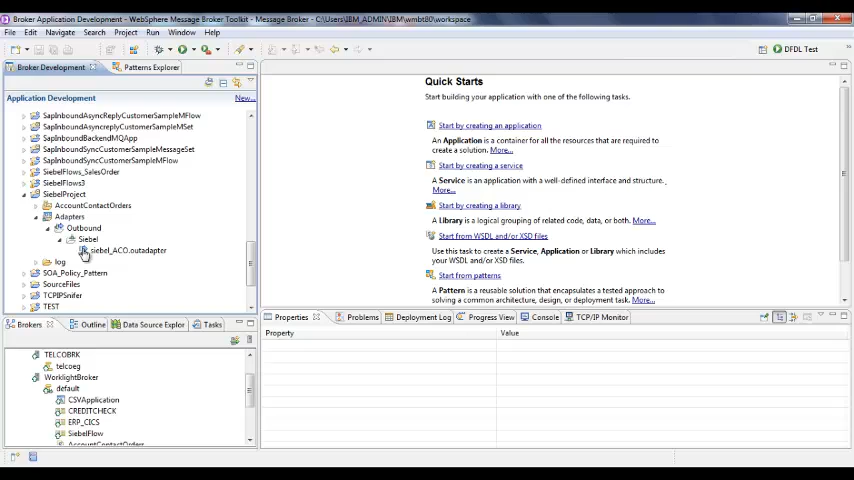 Broker Application Development - WebSphere Message Broker Toolkit - Message Broker - C:\Users\IBM_ADMIN\IBM\wmbt80\workspace
File Edit Navigate Search Project Run Window Help
DFDL Test
Broker Development
Patterns Explorer
Application Development
New...
SapInboundAsyncReplyCustomerSampleMFlow
SapInboundAsyncreplyCustomerSampleMSet
SapInboundBackendMQApp
SapInboundSyncCustomerSampleMessageSet
SapInboundSyncCustomerSampleMFlow
SiebelFlows_SalesOrder
SiebelFlows3
SiebelProject
AccountContactOrders
Adapters
Outbound
Siebel
siebel_ACO.outadapter
log
SOA_Policy_Pattern
SourceFiles
TCPIPSnifer
TEST
Quick Starts
Start building your application with one of the following tasks.
Start by creating an application
An Application is a container for all the resources that are required to
create a solution. More...
Start by creating a service
A Service is an application with a well-defined interface and structure.
More...
Start by creating a library
A Library is a logical grouping of related code, data, or both. More...
Start from WSDL and/or XSD files
Use this task to create a Service, Application or Library which includes
your WSDL and/or XSD files
Start from patterns
A Pattern is a reusable solution that encapsulates a tested approach to
solving a common architecture, design, or deployment task. More...
Brokers
Outline
Data Source Explor
Tasks
TELCOBRK
telcoeg
WorklightBroker
default
CSVApplication
CREDITCHECK
ERP_CICS
SiebelFlow
AccountContactOrders
Properties
Problems
Deployment Log
Progress View
Console
TCP/IP Monitor
Property
Value